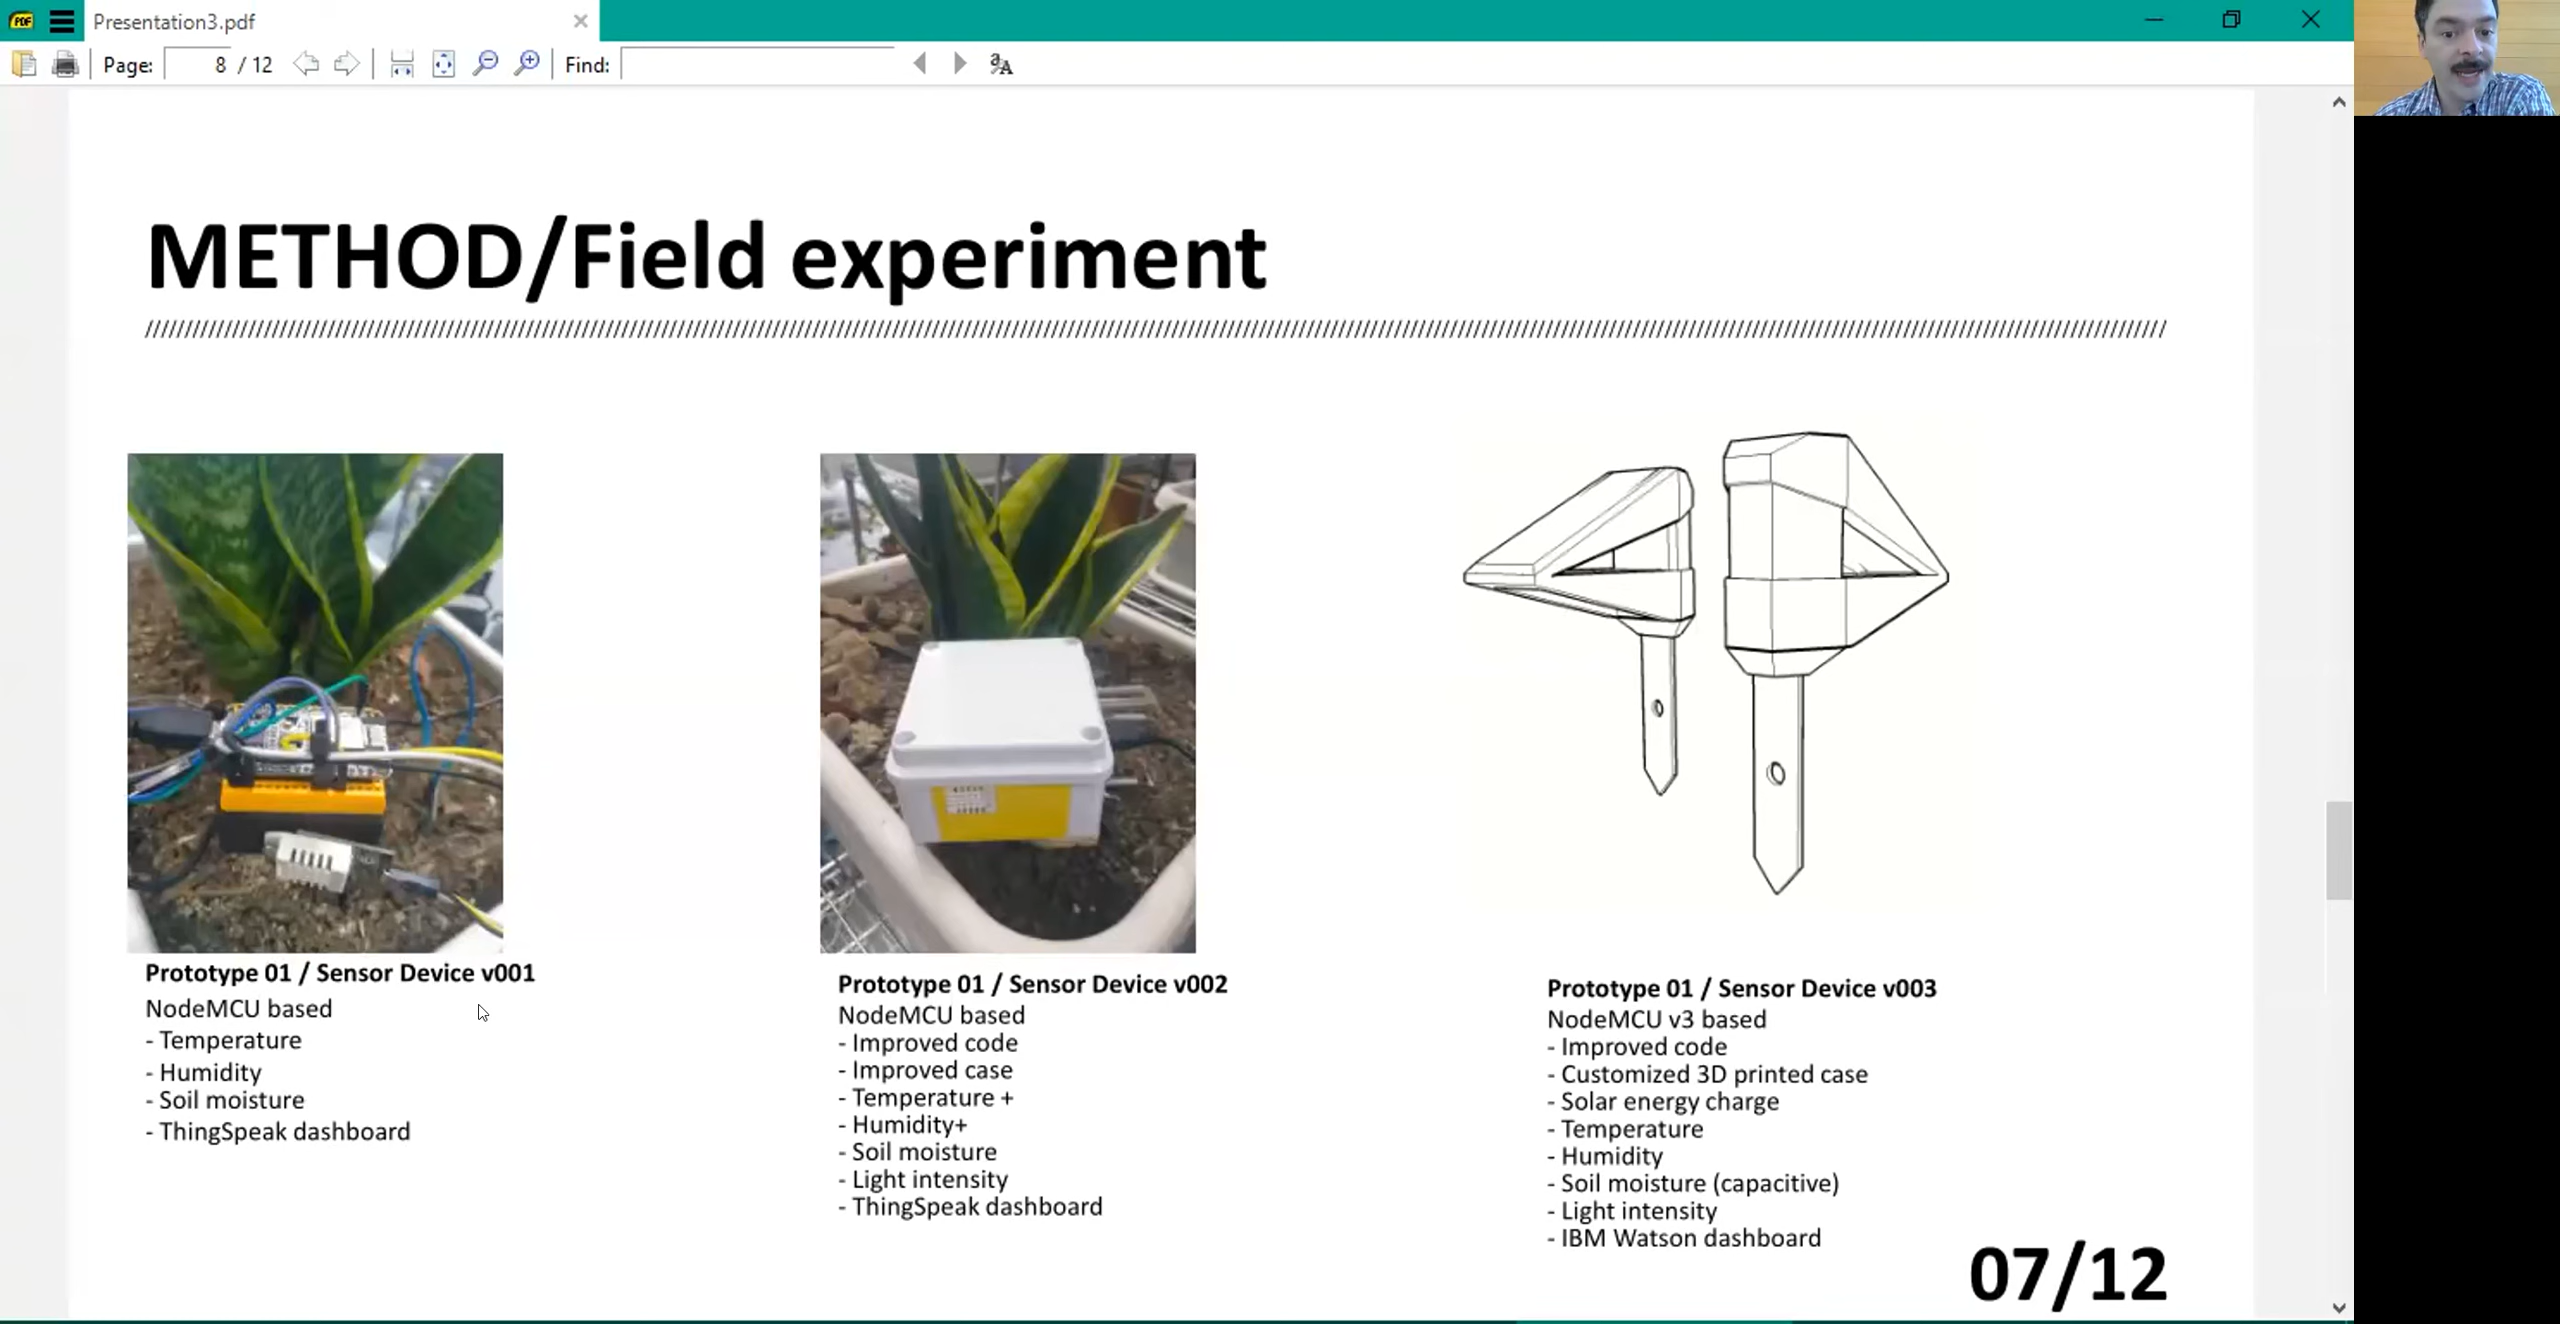 Presentation3.pdf
Page: 8 / 12 Find:
METHOD/Field experiment
Prototype 01 / Sensor Device v001
NodeMCU based
- Temperature
- Humidity
- Soil moisture
- ThingSpeak dashboard
Prototype 01 / Sensor Device v002
NodeMCU based
- Improved code
- Improved case
- Temperature +
- Humidity+
- Soil moisture
- Light intensity
- ThingSpeak dashboard
Prototype 01 / Sensor Device v003
NodeMCU v3 based
- Improved code
- Customized 3D printed case
- Solar energy charge
- Temperature
- Humidity
- Soil moisture (capacitive)
- Light intensity
- IBM Watson dashboard
07/12